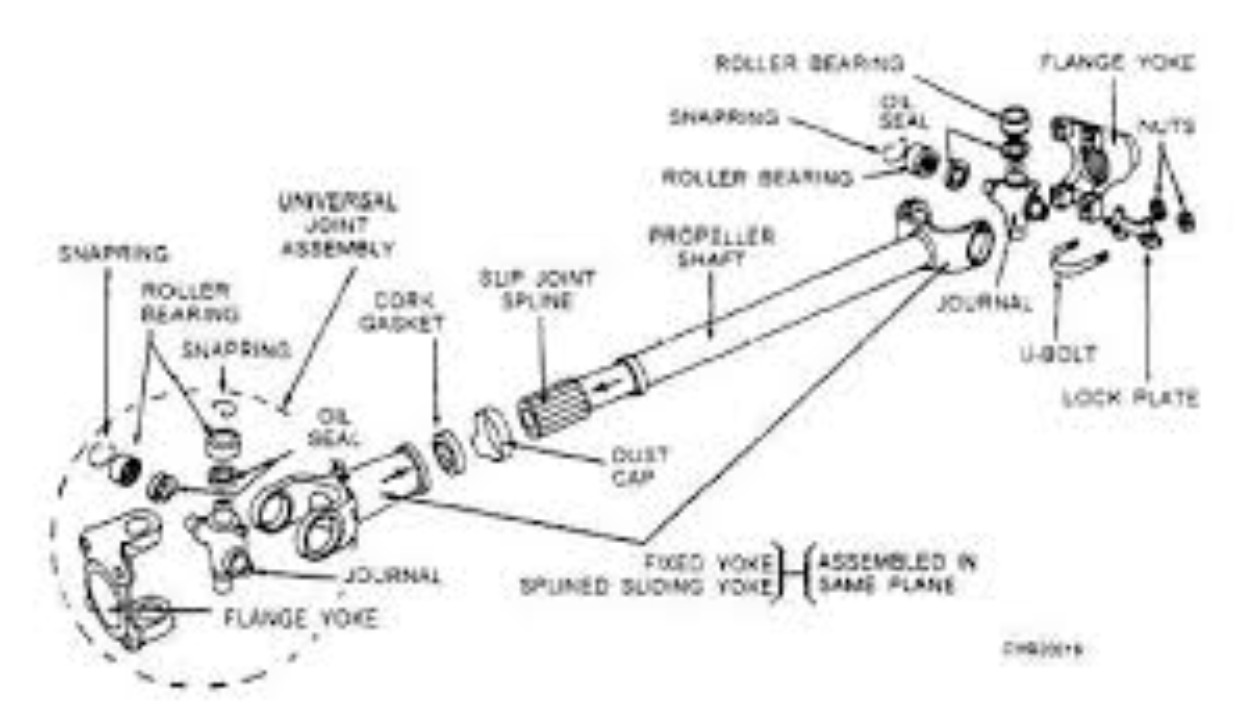 ROLLER BEARING
FLANGE YOKE
SNAPRING
OIL
SEAL
NUTS
ROLLER BEARING
UNIVERSAL
JOINT
ASSEMBLY
PROPELLER
SHAFT
SNAPRING
SLIP JOINT
SPLINE
ROLLER
BEARING
CORK
GASKET
JOURNAL
SNAPRING
U-BOLT
LOCK PLATE
OIL
SEAL
DUST
CAP
FIXED YOKE
SPLINED SLIDING YOKE
ASSEMBLED IN
SAME PLANE
JOURNAL
FLANGE YOKE